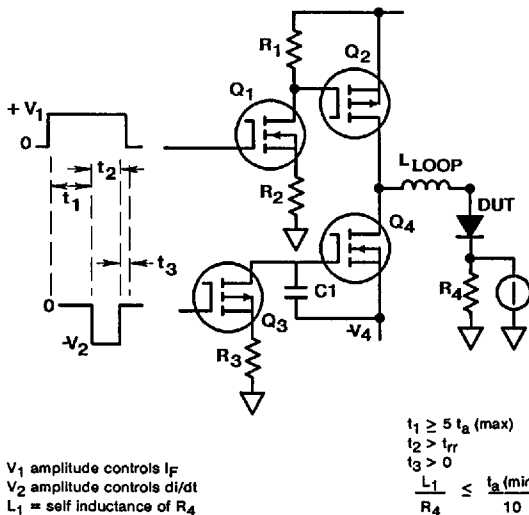 R1
Q2
Q1
+V1
0
LLOOP
t2
R2
DUT
Q4
t1
t3
0
C1
R4
Q3
-V2
-V4
R3
t1 ≥ 5 ta (max)
t2 > trr
t3 > 0
V1 amplitude controls IF
V2 amplitude controls di/dt
L1 = self inductance of R4
L1/R4 ≤ ta (min/10